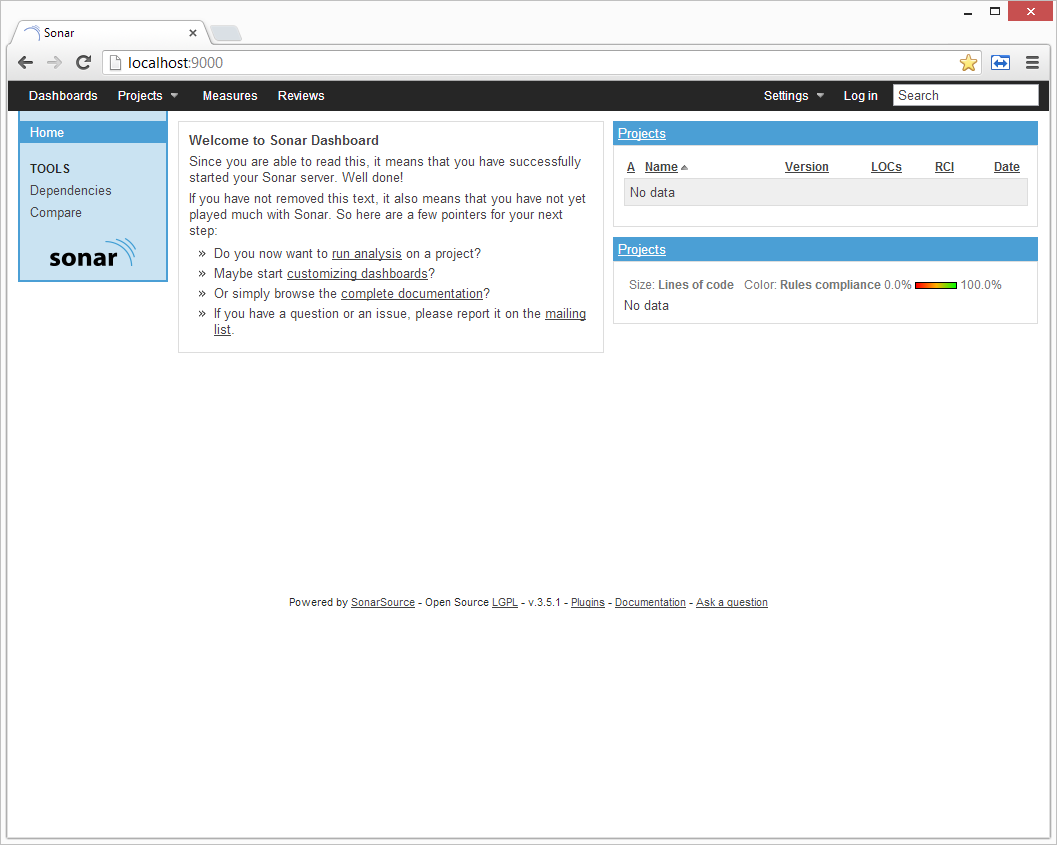 Sonar
localhost:9000
Dashboards Projects Measures Reviews Settings Log in Search
Home
TOOLS
Dependencies
Compare
sonar
Welcome to Sonar Dashboard
Since you are able to read this, it means that you have successfully
started your Sonar server. Well done!
If you have not removed this text, it also means that you have not yet
played much with Sonar. So here are a few pointers for your next
step:
» Do you now want to run analysis on a project?
» Maybe start customizing dashboards?
» Or simply browse the complete documentation?
» If you have a question or an issue, please report it on the mailing
list.
Projects
A Name Version LOCs RCI Date
No data
Projects
Size: Lines of code Color: Rules compliance 0.0% 100.0%
No data
Powered by SonarSource - Open Source LGPL - v.3.5.1 - Plugins - Documentation - Ask a question